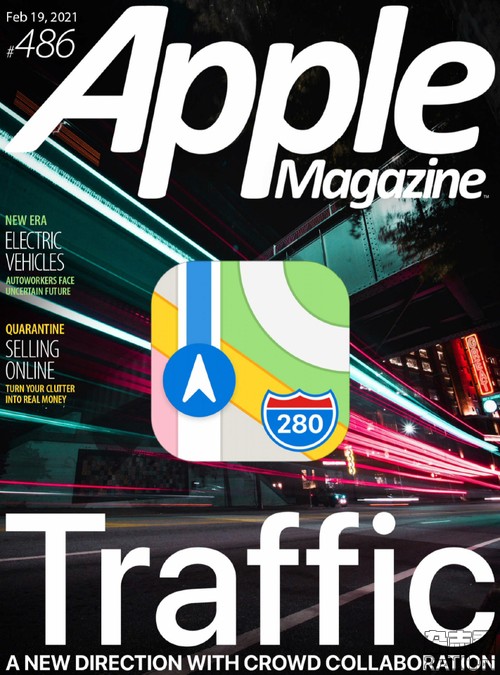 Feb 19, 2021
#486
Apple
Magazine™
NEW ERA
ELECTRIC
VEHICLES
AUTOWORKERS FACE
UNCERTAIN FUTURE
QUARANTINE
SELLING
ONLINE
TURN YOUR CLUTTER
INTO REAL MONEY
280
Traffic
A NEW DIRECTION WITH CROWD COLLABORATION